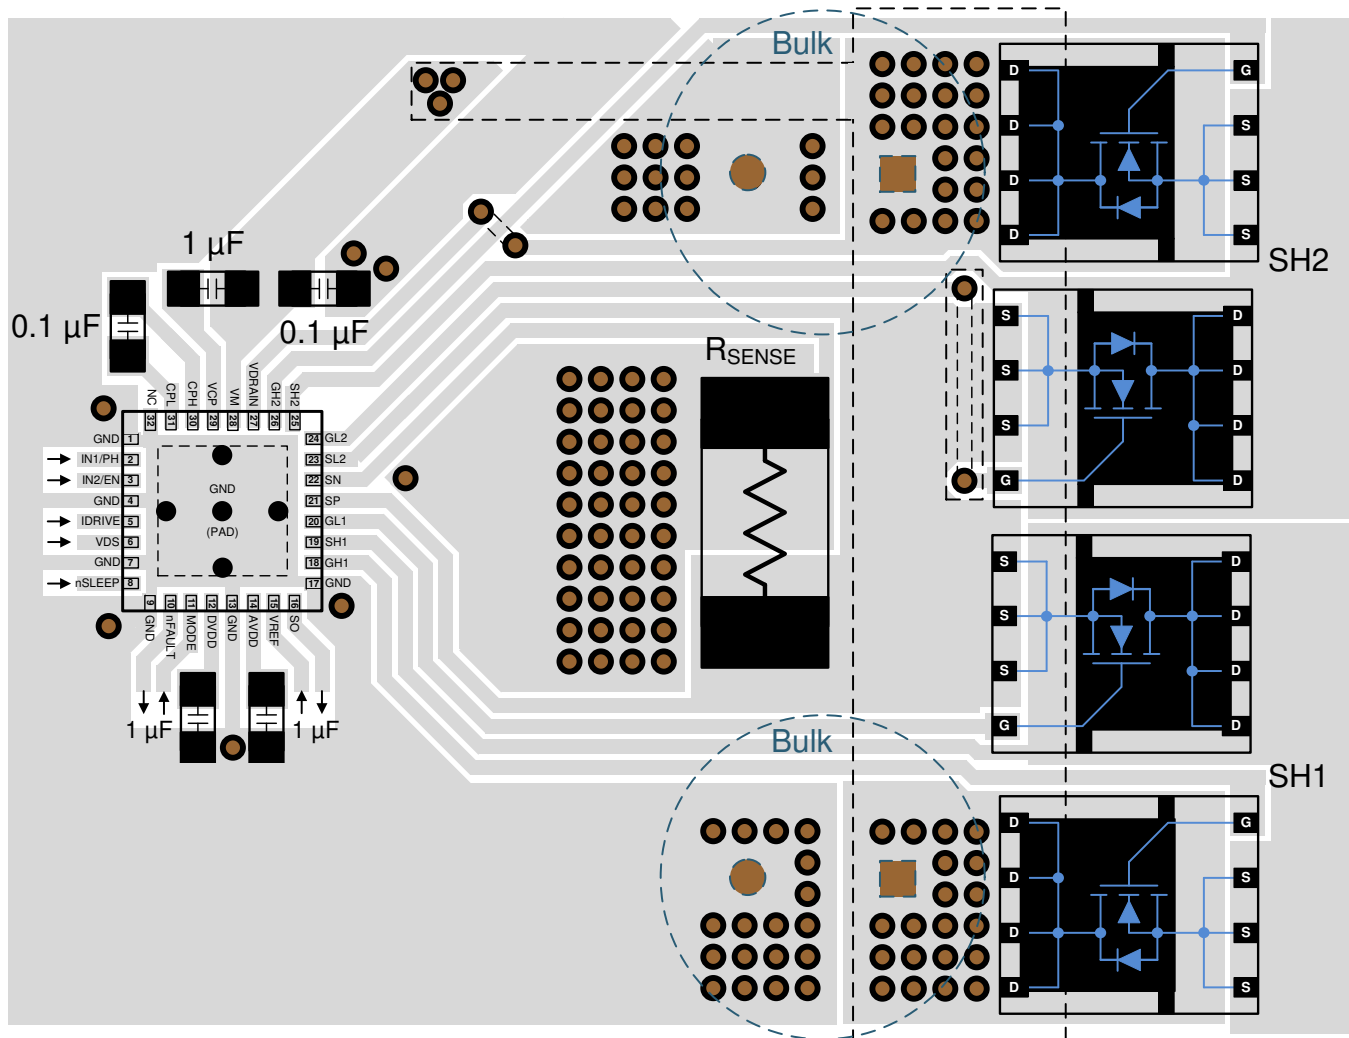 Bulk
D
G
D
S
D
S
D
S
SH2
1 µF
0.1 µF
0.1 µF
S
D
S
D
S
D
G
D
RSENSE
NC
CPL
CPH
VCP
VM
VDRAIN
GH2
SH2
32
31
30
29
28
27
26
25
GND 1
IN1/PH 2
IN2/EN 3
GND 4
IDRIVE 5
VDS 6
GND 7
nSLEEP 8
GND
(PAD)
24 GL2
23 SL2
22 SN
21 SP
20 GL1
19 SH1
18 GH1
17 GND
9
10
11
12
13
14
15
16
GND
nFAULT
MODE
DVDD
GND
AVDD
VREF
SO
1 µF
1 µF
S
D
S
D
S
D
G
D
Bulk
SH1
D
G
D
S
D
S
D
S